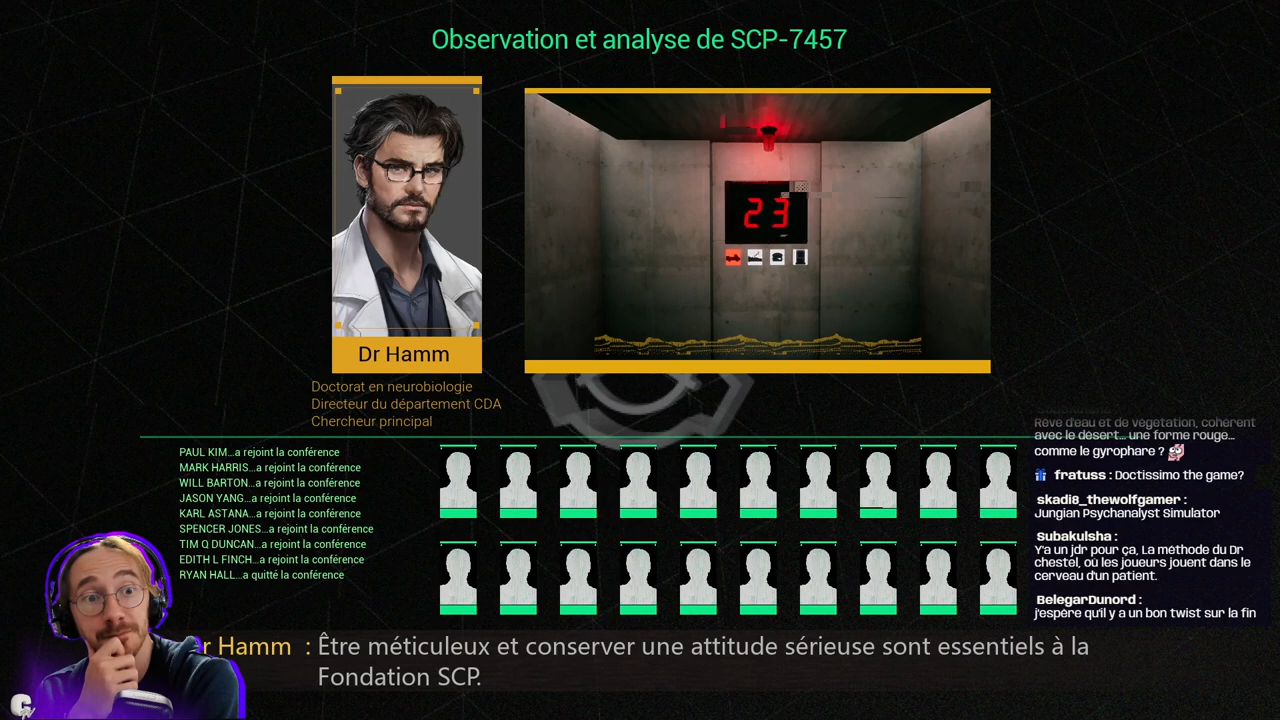 Observation et analyse de SCP-7457
23
Dr Hamm
Doctorat en neurobiologie
Directeur du département CDA
Chercheur principal
PAUL KIM...a rejoint la conférence
MARK HARRIS...a rejoint la conférence
WILL BARTON...a rejoint la conférence
JASON YANG...a rejoint la conférence
KARL ASTANA...a rejoint la conférence
SPENCER JONES...a rejoint la conférence
TIM Q DUNCAN...a rejoint la conférence
EDITH L FINCH...a rejoint la conférence
RYAN HALL...a quitté la conférence
Rêve d'eau et de végétation, cohérent
avec le désert... une forme rouge...
comme le gyrophare ?
fratuss : Doctissimo the game?
skadi8_thewolfgamer :
Jungian Psychanalyst Simulator
Subakulsha :
Y'a un jdr pour ça, La méthode du Dr
chestel, où les joueurs jouent dans le
cerveau d'un patient.
BelegarDunord :
j'espère qu'il y a un bon twist sur la fin
r Hamm : Être méticuleux et conserver une attitude sérieuse sont essentiels à la
Fondation SCP.